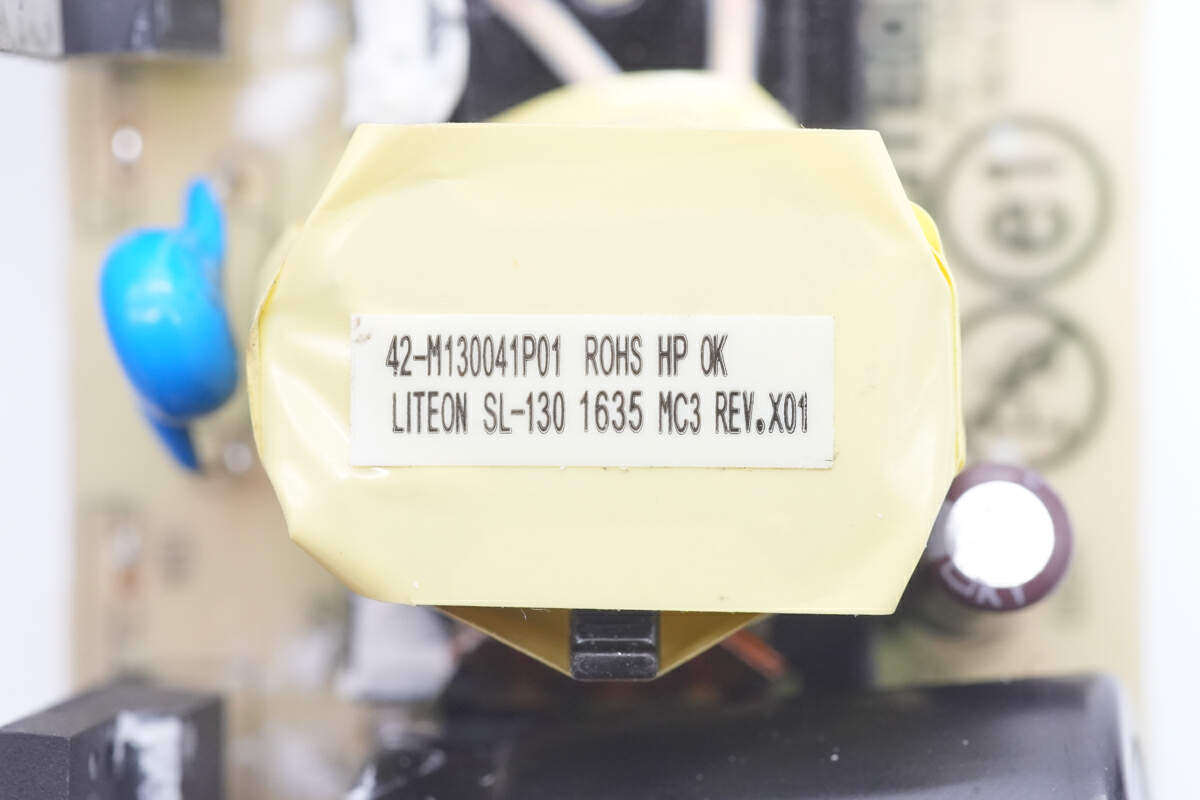 42-M130041P01 ROHS HP OK
LITEON SL-130 1635 MC3 REV.X01